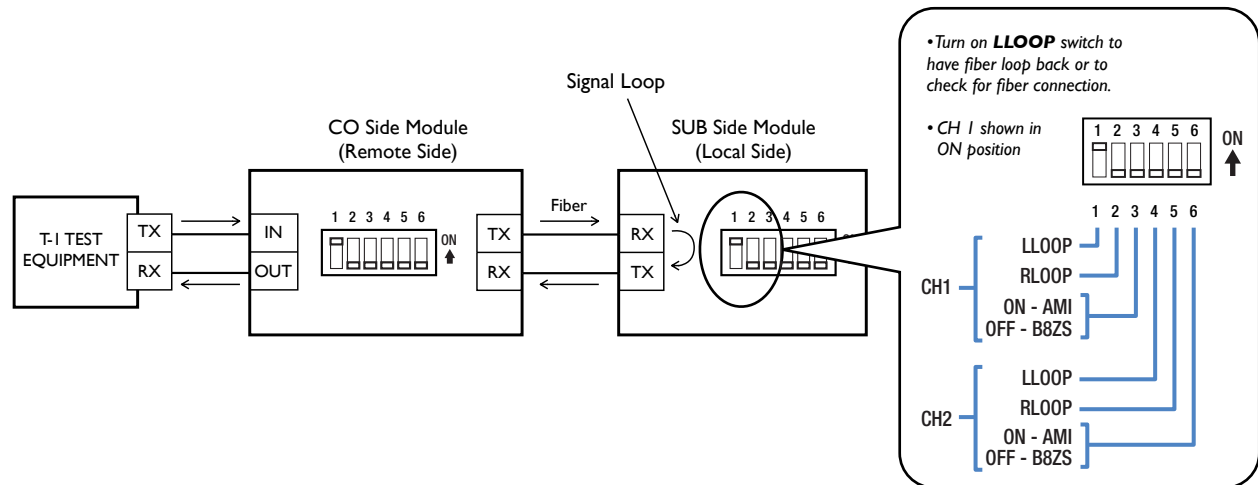 Signal Loop
CO Side Module
(Remote Side)
SUB Side Module
(Local Side)
T-1 TEST
EQUIPMENT
TX
RX
IN
OUT
1 2 3 4 5 6
ON
TX
RX
Fiber
RX
TX
1 2 3 4 5 6
•Turn on LLOOP switch to
have fiber loop back or to
check for fiber connection.
• CH 1 shown in
ON position
1 2 3 4 5 6
ON
1 2 3 4 5 6
CH1
LLOOP
RLOOP
ON - AMI
OFF - B8ZS
CH2
LLOOP
RLOOP
ON - AMI
OFF - B8ZS